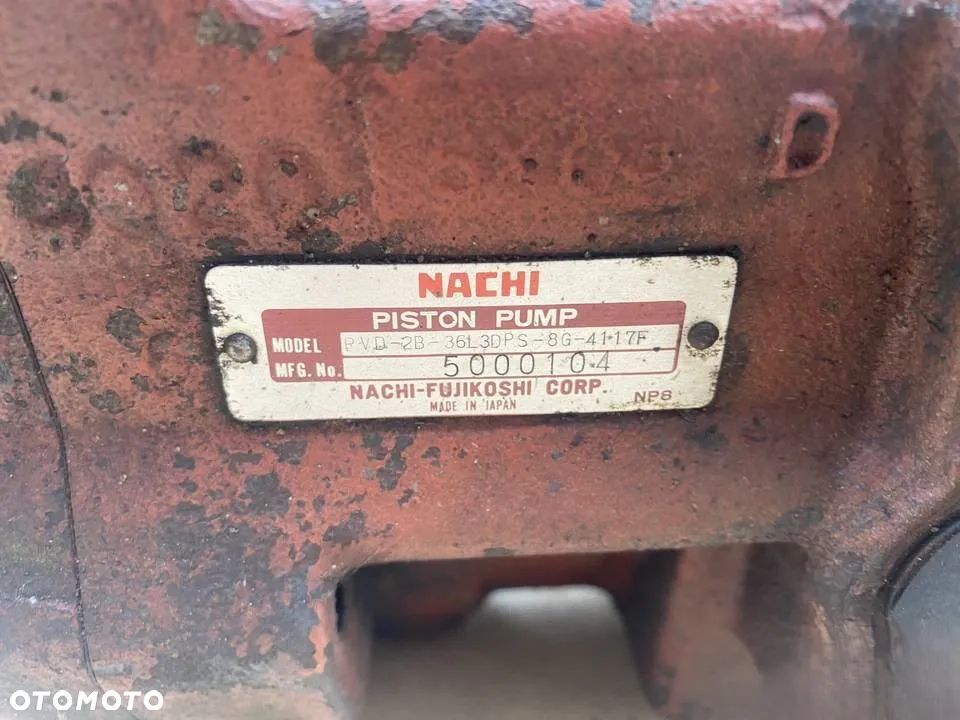 D
NACHI
PISTON PUMP
MODEL PVD-2B-36L3DPS-8G-4117F
MFG. No. 5000104
NACHI-FUJIKOSHI CORP.
MADE IN JAPAN
NP8
OTOMOTO